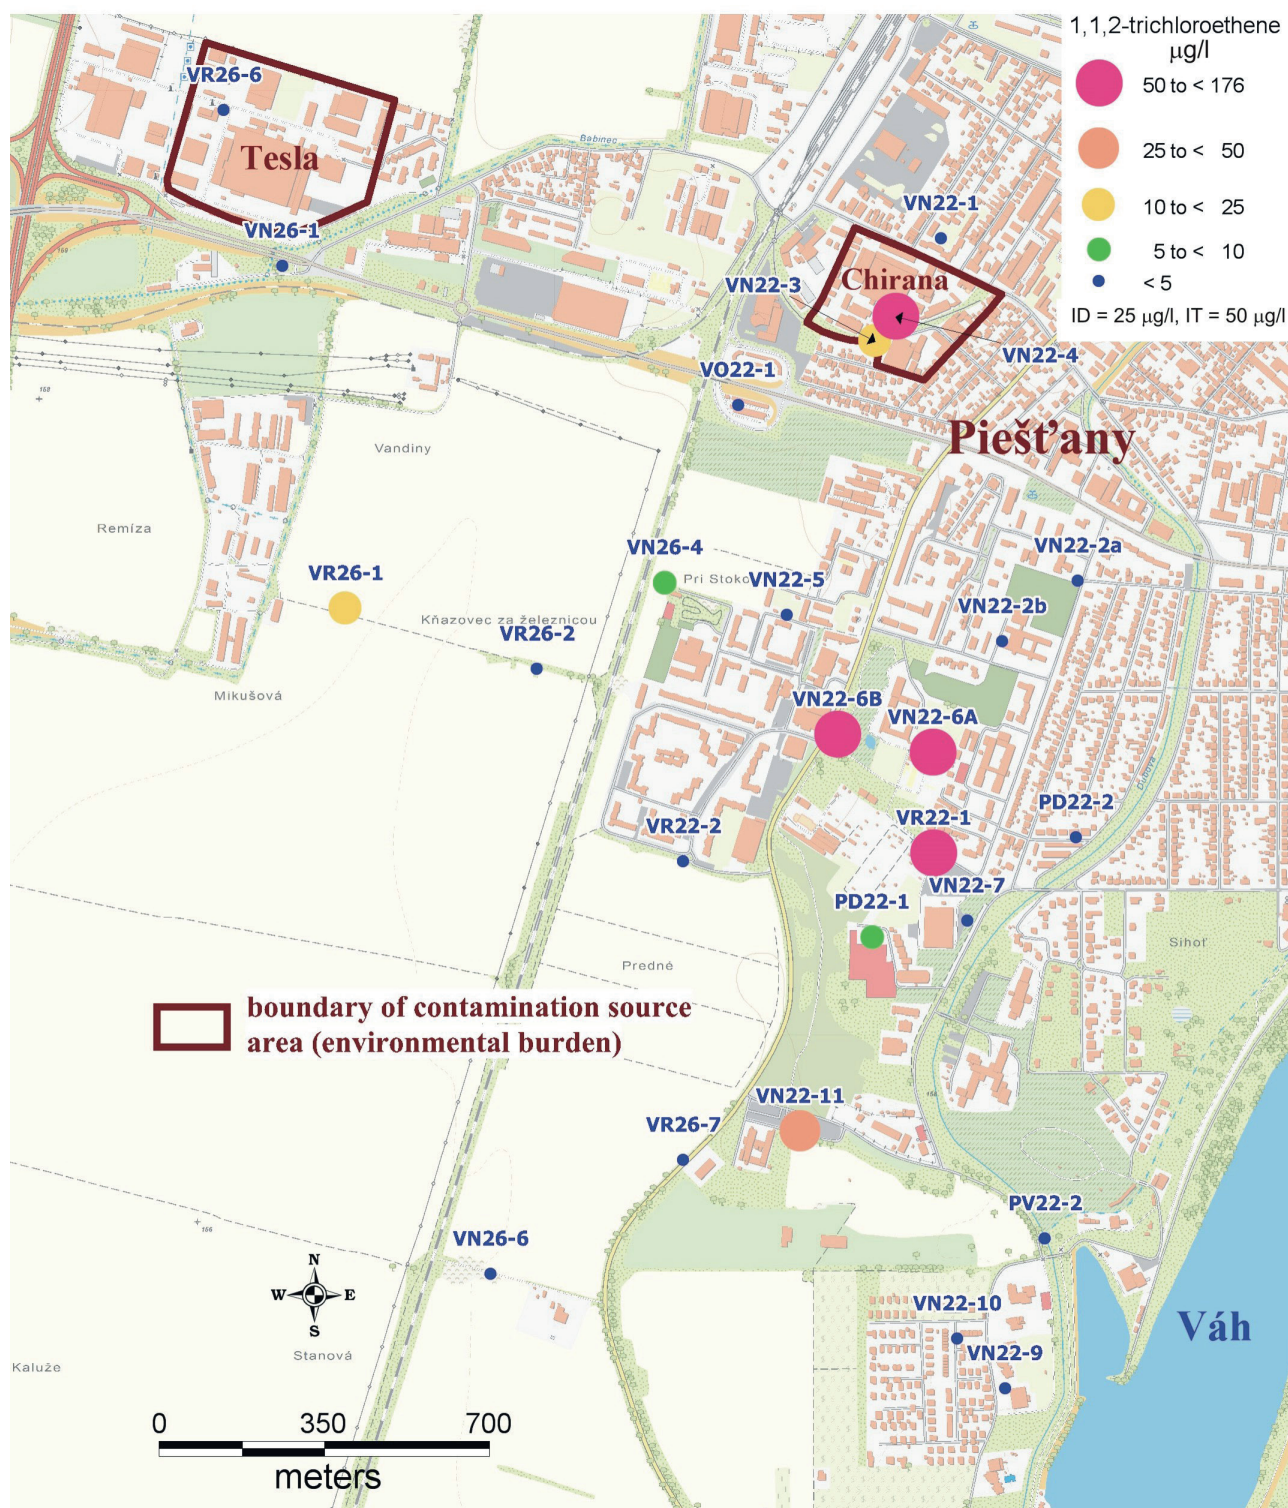 1,1,2-trichloroethene
µg/l
50 to < 176
25 to < 50
10 to < 25
5 to < 10
< 5
ID = 25 µg/l, IT = 50 µg/l
VR26-6
Tesla
Babinec
VN26-1
168
VN22-1
VN22-3
Chirana
VN22-4
VO22-1
Piešťany
168
Vandiny
Remíza
VN26-4
Pri Stoko
VN22-5
VN22-2a
VR26-1
VN22-2b
Kňazovec za železnicou
VR26-2
Mikušová
VN22-6B
VN22-6A
Dubová
VR22-1
PD22-2
VR22-2
VN22-7
PD22-1
Sihoť
Predné
boundary of contamination source
area (environmental burden)
156
VN22-11
VR26-7
166
VN26-6
PV22-2
N
W E
S
VN22-10
Váh
VN22-9
Stanová
Kaluže
0 350 700
meters